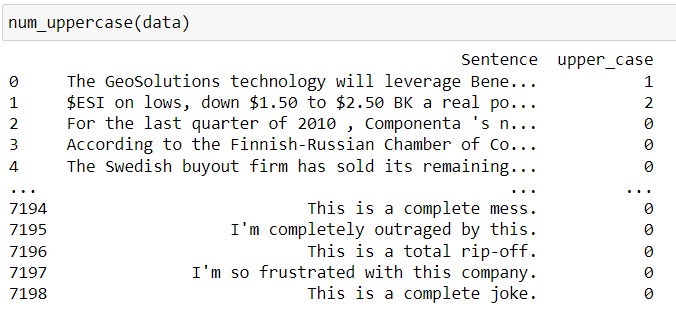 num_uppercase(data)
Sentence upper_case
0 The GeoSolutions technology will leverage Bene... 1
1 $ESI on lows, down $1.50 to $2.50 BK a real po... 2
2 For the last quarter of 2010 , Componenta 's n... 0
3 According to the Finnish-Russian Chamber of Co... 0
4 The Swedish buyout firm has sold its remaining... 0
... ... ...
7194 This is a complete mess. 0
7195 I'm completely outraged by this. 0
7196 This is a total rip-off. 0
7197 I'm so frustrated with this company. 0
7198 This is a complete joke. 0